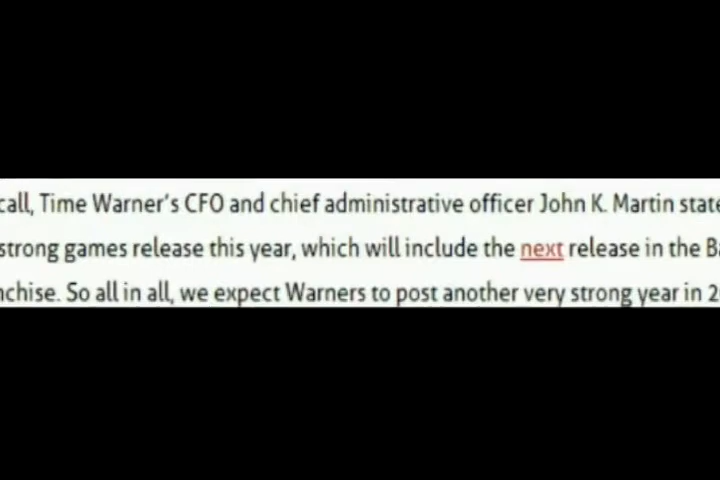 call, Time Warner's CFO and chief administrative officer John K. Martin state
strong games release this year, which will include the next release in the Ba
nchise. So all in all, we expect Warners to post another very strong year in 2